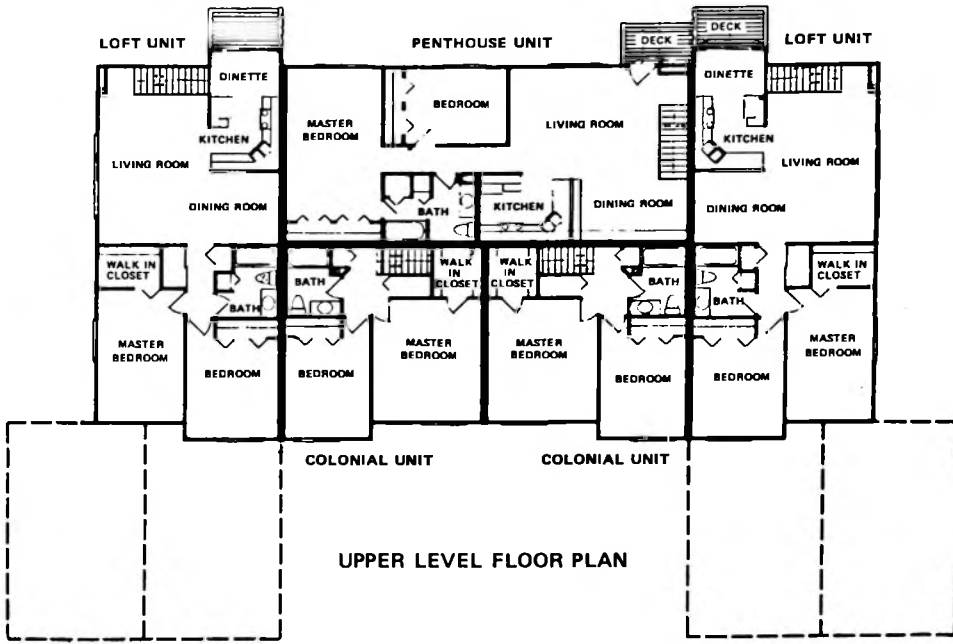 LOFT UNIT
PENTHOUSE UNIT
DECK
DECK
LOFT UNIT
DINETTE
MASTER
BEDROOM
BEDROOM
LIVING ROOM
DINETTE
KITCHEN
LIVING ROOM
DINING ROOM
BATH
KITCHEN
DINING ROOM
KITCHEN
LIVING ROOM
DINING ROOM
WALK IN
CLOSET
BATH
BATH
WALK
IN
CLOSET
WALK
IN
CLOSET
BATH
BATH
WALK IN
CLOSET
MASTER
BEDROOM
BEDROOM
BEDROOM
MASTER
BEDROOM
MASTER
BEDROOM
BEDROOM
BEDROOM
MASTER
BEDROOM
COLONIAL UNIT
COLONIAL UNIT
UPPER LEVEL FLOOR PLAN